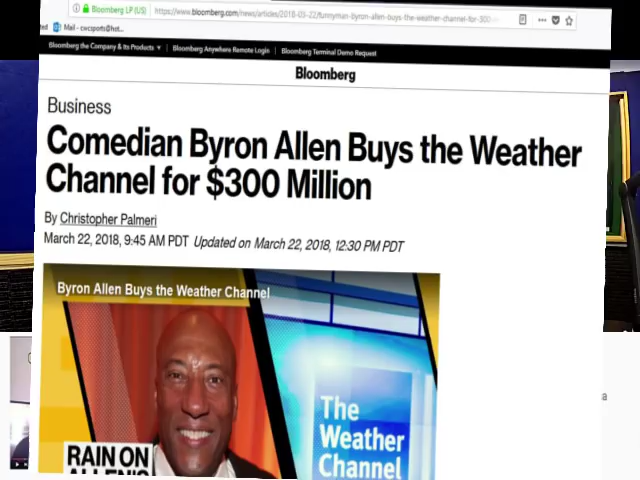 Bloomberg LP (US)
https://www.bloomberg.com/news/articles/2018-03-22/funnyman-byron-allen-buys-the-weather-channel-for-300
Mail - cwcsports@hot...
Bloomberg the Company & Its Products
Bloomberg Anywhere Remote Login
Bloomberg Terminal Demo Request
Bloomberg
Business
Comedian Byron Allen Buys the Weather
Channel for $300 Million
By Christopher Palmeri
March 22, 2018, 9:45 AM PDT Updated on March 22, 2018, 12:30 PM PDT
Byron Allen Buys the Weather Channel
The
Weather
Channel
RAIN ON
ALLEN'S